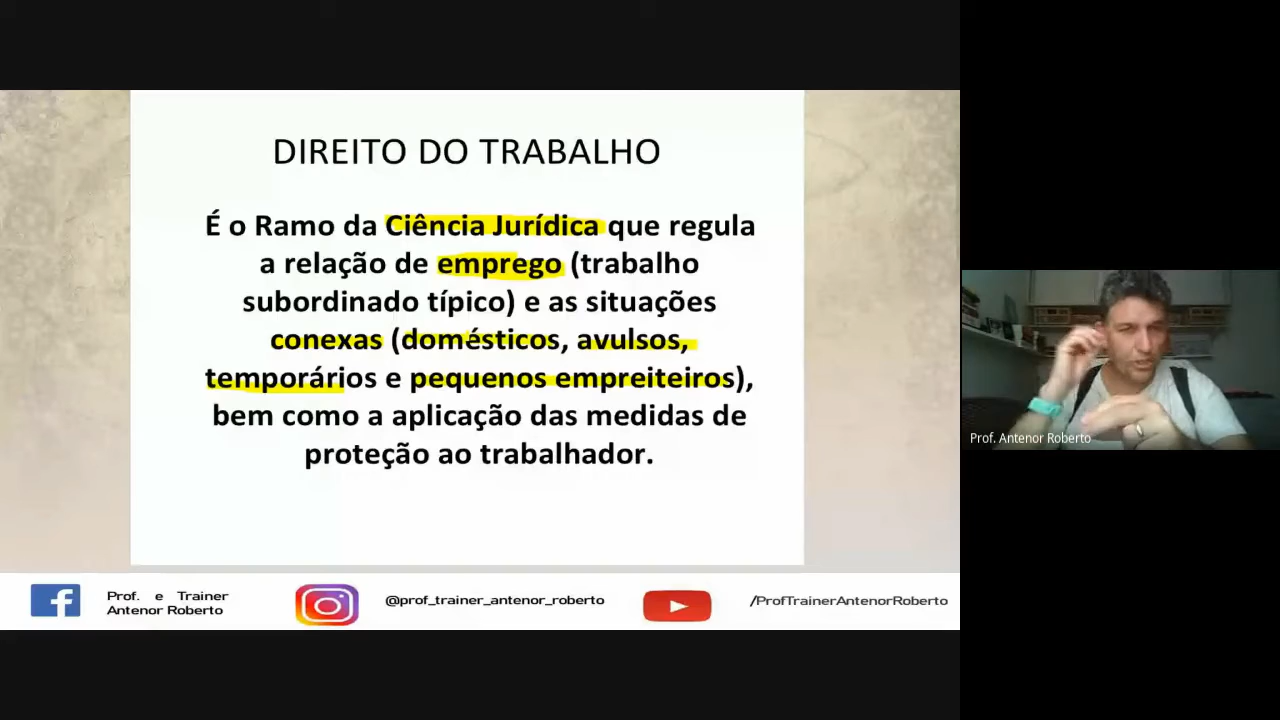 DIREITO DO TRABALHO
É o Ramo da Ciência Jurídica que regula
a relação de emprego (trabalho
subordinado típico) e as situações
conexas (domésticos, avulsos,
temporários e pequenos empreiteiros),
bem como a aplicação das medidas de
proteção ao trabalhador.
Prof. Antenor Roberto
Prof. e Trainer
Antenor Roberto
@prof_trainer_antenor_roberto
/ProfTrainerAntenorRoberto